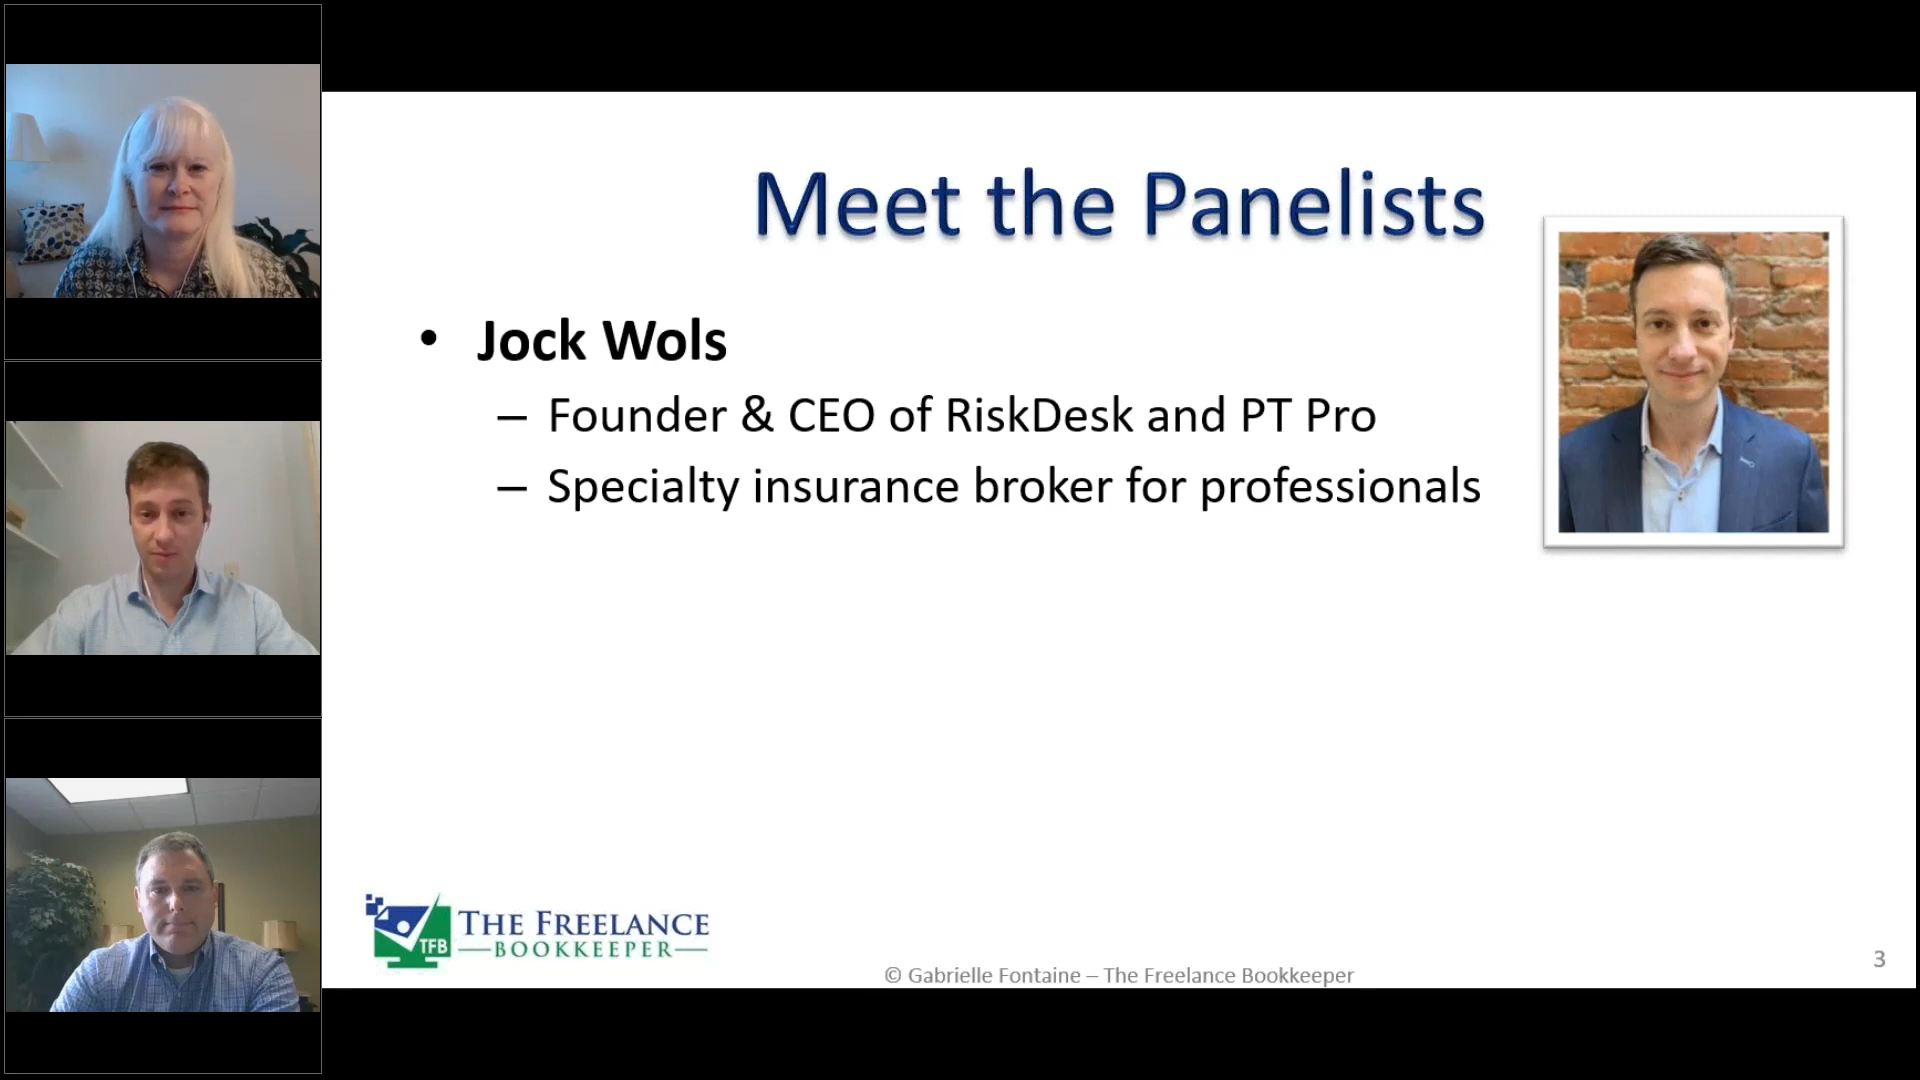 Meet the Panelists
• Jock Wols
– Founder & CEO of RiskDesk and PT Pro
– Specialty insurance broker for professionals
TFB
THE FREELANCE
BOOKKEEPER
© Gabrielle Fontaine – The Freelance Bookkeeper
3